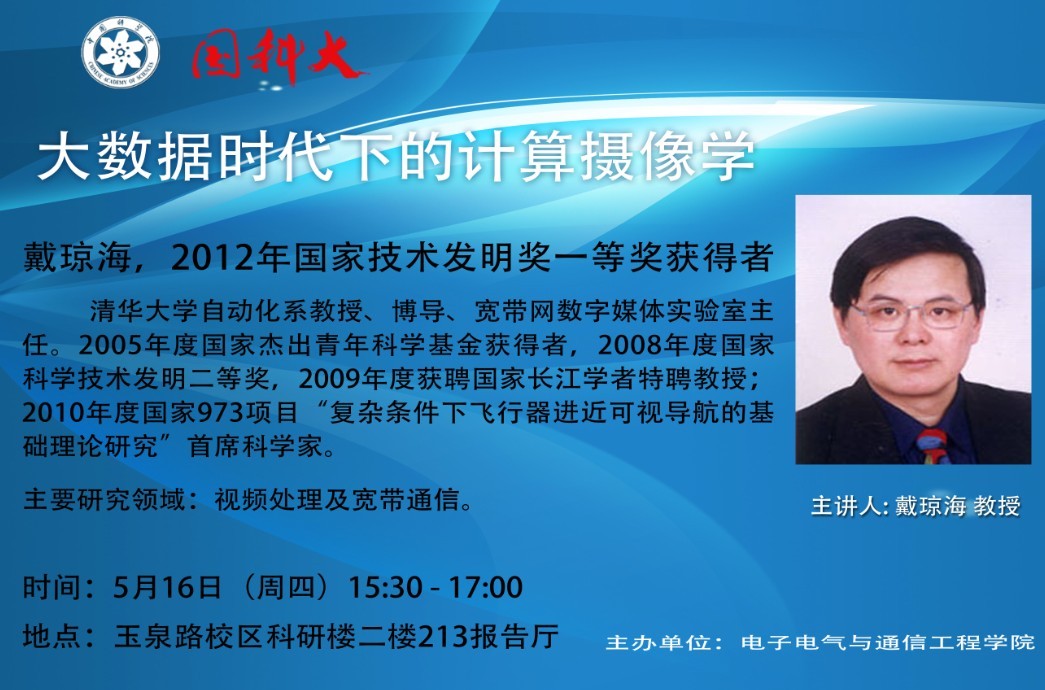 中国科学院
CHINESE ACADEMY OF SCIENCES
国科大
大数据时代下的计算摄像学
戴琼海，2012年国家技术发明奖一等奖获得者
清华大学自动化系教授、博导、宽带网数字媒体实验室主
任。2005年度国家杰出青年科学基金获得者，2008年度国家
科学技术发明二等奖，2009年度获聘国家长江学者特聘教授；
2010年度国家973项目“复杂条件下飞行器进近可视导航的基
础理论研究”首席科学家。
主要研究领域：视频处理及宽带通信。
主讲人: 戴琼海 教授
时间：5月16日（周四）15:30 - 17:00
地点：玉泉路校区科研楼二楼213报告厅
主办单位：电子电气与通信工程学院